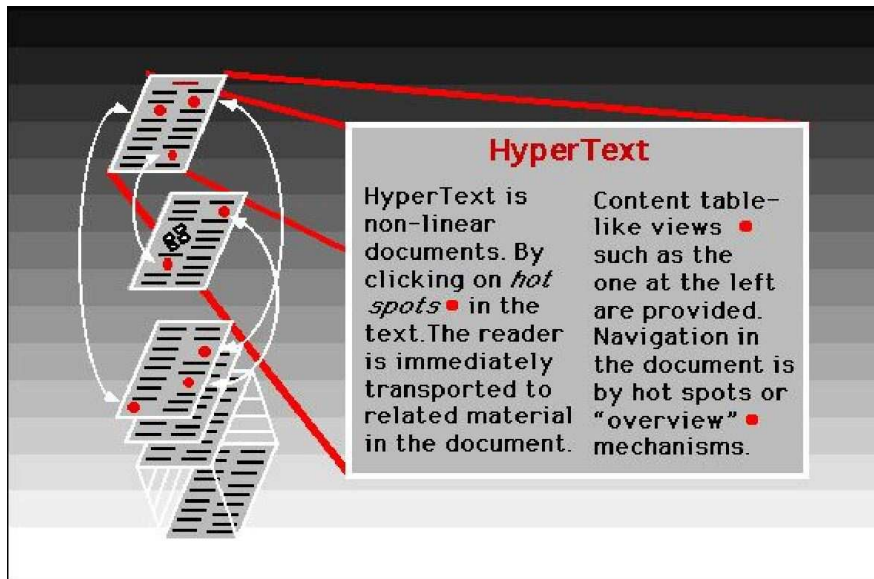 HyperText
HyperText is
non-linear
documents. By
clicking on hot
spots in the
text.The reader
is immediately
transported to
related material
in the document.
Content table-
like views
such as the
one at the left
are provided.
Navigation in
the document is
by hot spots or
“overview”
mechanisms.